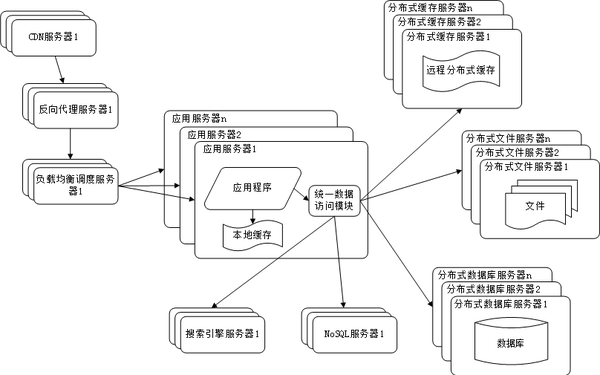 CDN服务器1
反向代理服务器1
负载均衡调度服务
器1
应用服务器n
应用服务器2
应用服务器1
应用程序
本地缓存
统一数据
访问模块
分布式缓存服务器n
分布式缓存服务器2
分布式缓存服务器1
远程分布式缓存
分布式文件服务器n
分布式文件服务器2
分布式文件服务器1
文件
分布式数据库服务器n
分布式数据库服务器2
分布式数据库服务器1
数据库
搜索引擎服务器1
NoSQL服务器1